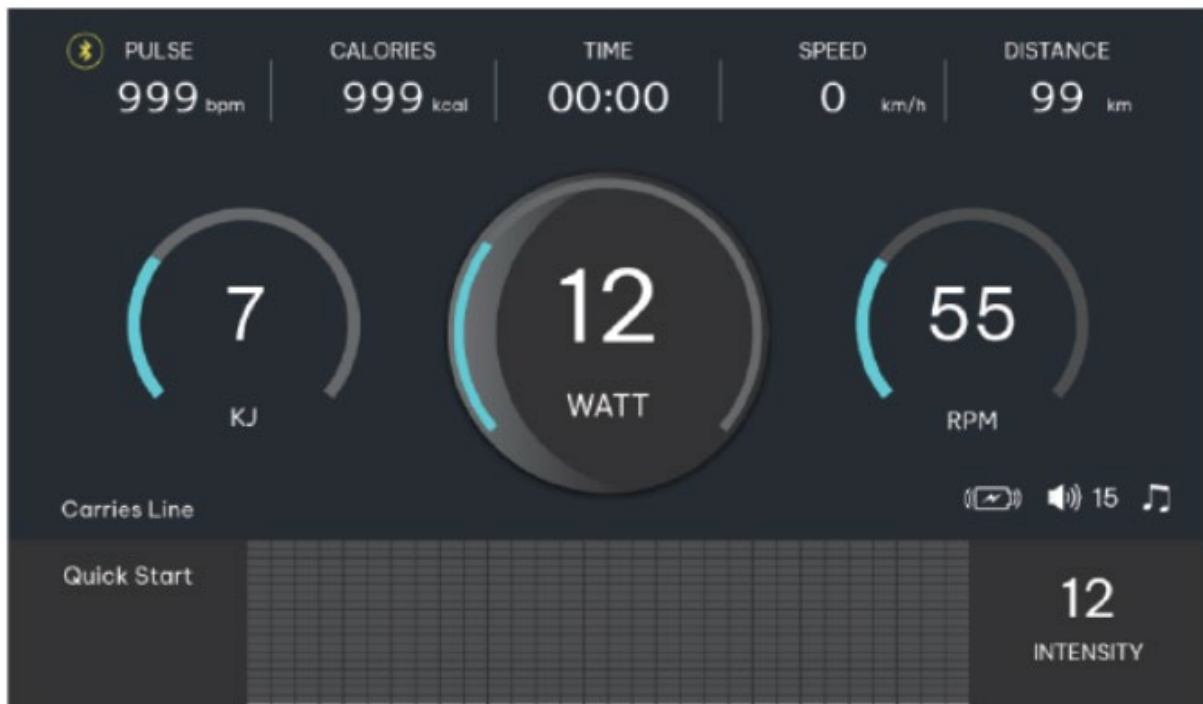 PULSE CALORIES TIME SPEED DISTANCE
999 bpm 999 kcal 00:00 0 km/h 99 km
7 12 55
KJ WATT RPM
Carries Line
15
Quick Start
12
INTENSITY